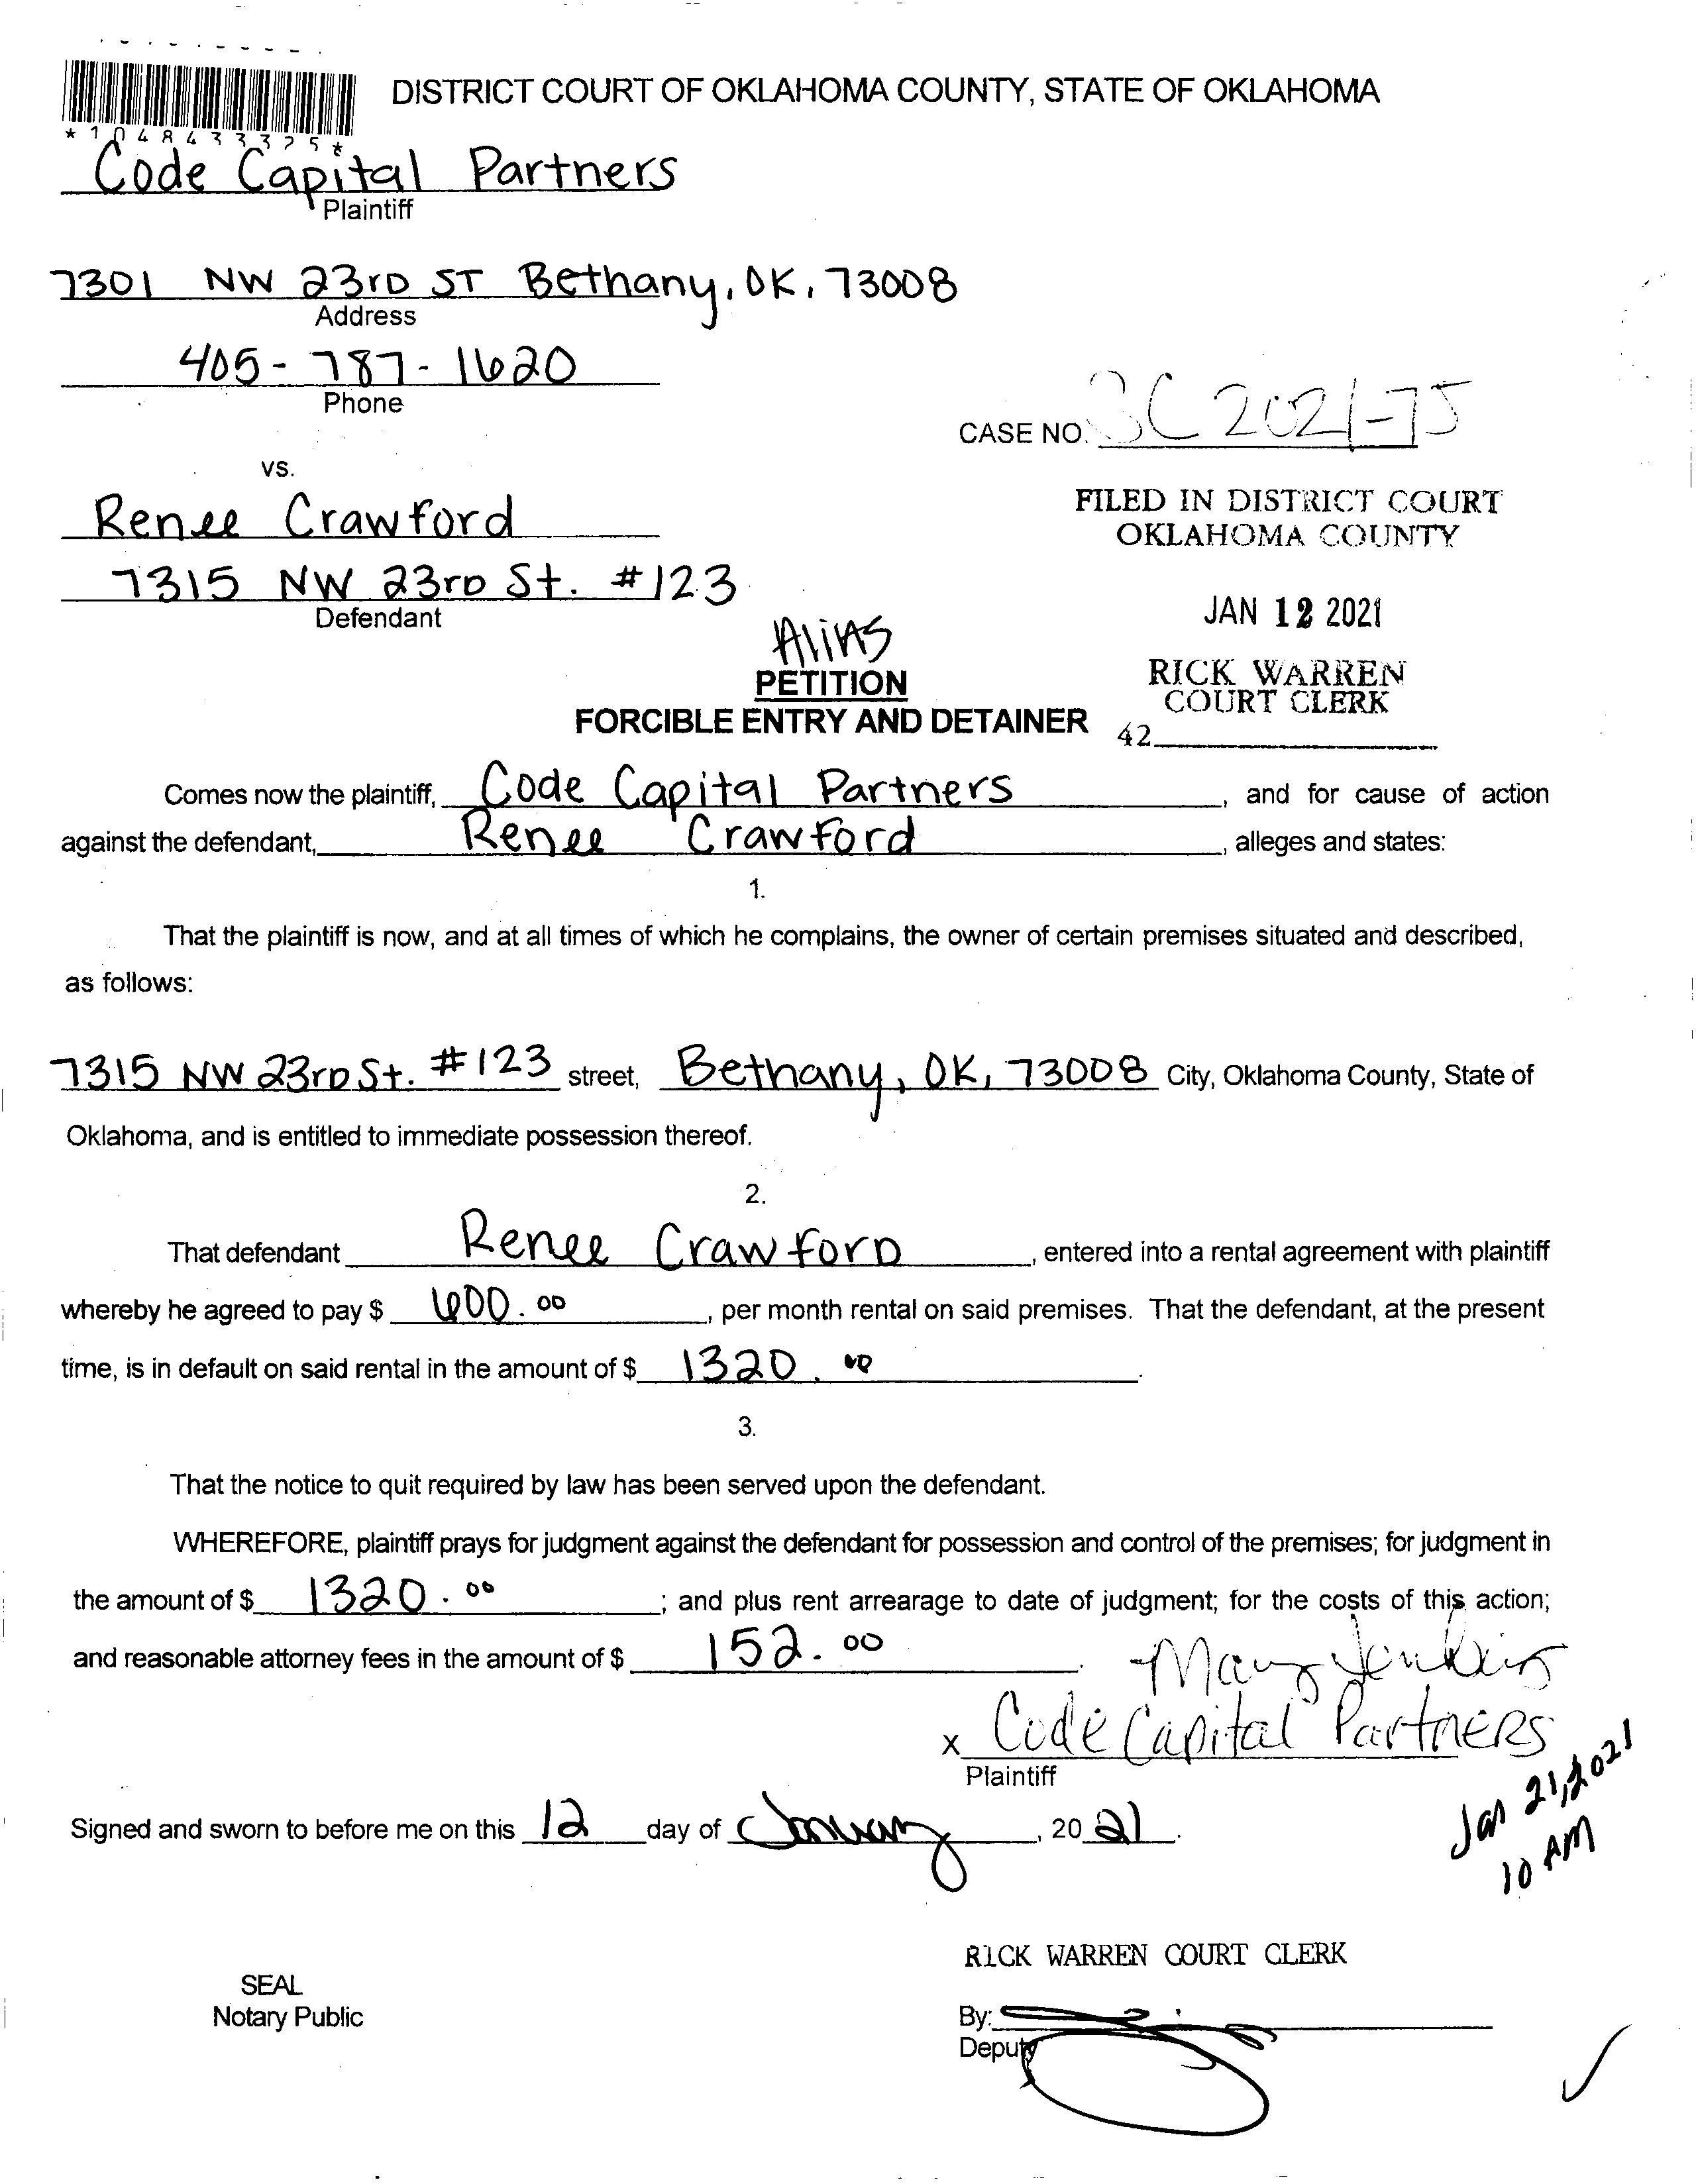 DISTRICT COURT OF OKLAHOMA COUNTY, STATE OF OKLAHOMA
*1048433325*
Code Capital Partners
Plaintiff
7301 NW 23rD ST Bethany, OK, 73008
Address
405-787-1620
Phone
CASE NO. SC 2021-75
vs.
Renee Crawford
7315 NW 23rD St. #123
Defendant
FILED IN DISTRICT COURT
OKLAHOMA COUNTY
JAN 12 2021
RICK WARREN
COURT CLERK
42
Alias
PETITION
FORCIBLE ENTRY AND DETAINER
Comes now the plaintiff, Code Capital Partners, and for cause of action
against the defendant, Renee Crawford, alleges and states:
1.
That the plaintiff is now, and at all times of which he complains, the owner of certain premises situated and described,
as follows:
7315 NW 23rD St. #123 street, Bethany, OK, 73008 City, Oklahoma County, State of
Oklahoma, and is entitled to immediate possession thereof.
2.
That defendant Renee CrawforD, entered into a rental agreement with plaintiff
whereby he agreed to pay $ 600.00, per month rental on said premises. That the defendant, at the present
time, is in default on said rental in the amount of $ 1320.00.
3.
That the notice to quit required by law has been served upon the defendant.
WHEREFORE, plaintiff prays for judgment against the defendant for possession and control of the premises; for judgment in
the amount of $ 1320.00; and plus rent arrearage to date of judgment; for the costs of this action;
and reasonable attorney fees in the amount of $ 152.00.
Mary Jenkins
x Code Capital Partners
Plaintiff
Jan 21, 2021
10 AM
Signed and sworn to before me on this 12 day of January, 2021.
RICK WARREN COURT CLERK
SEAL
Notary Public
By:
Deputy